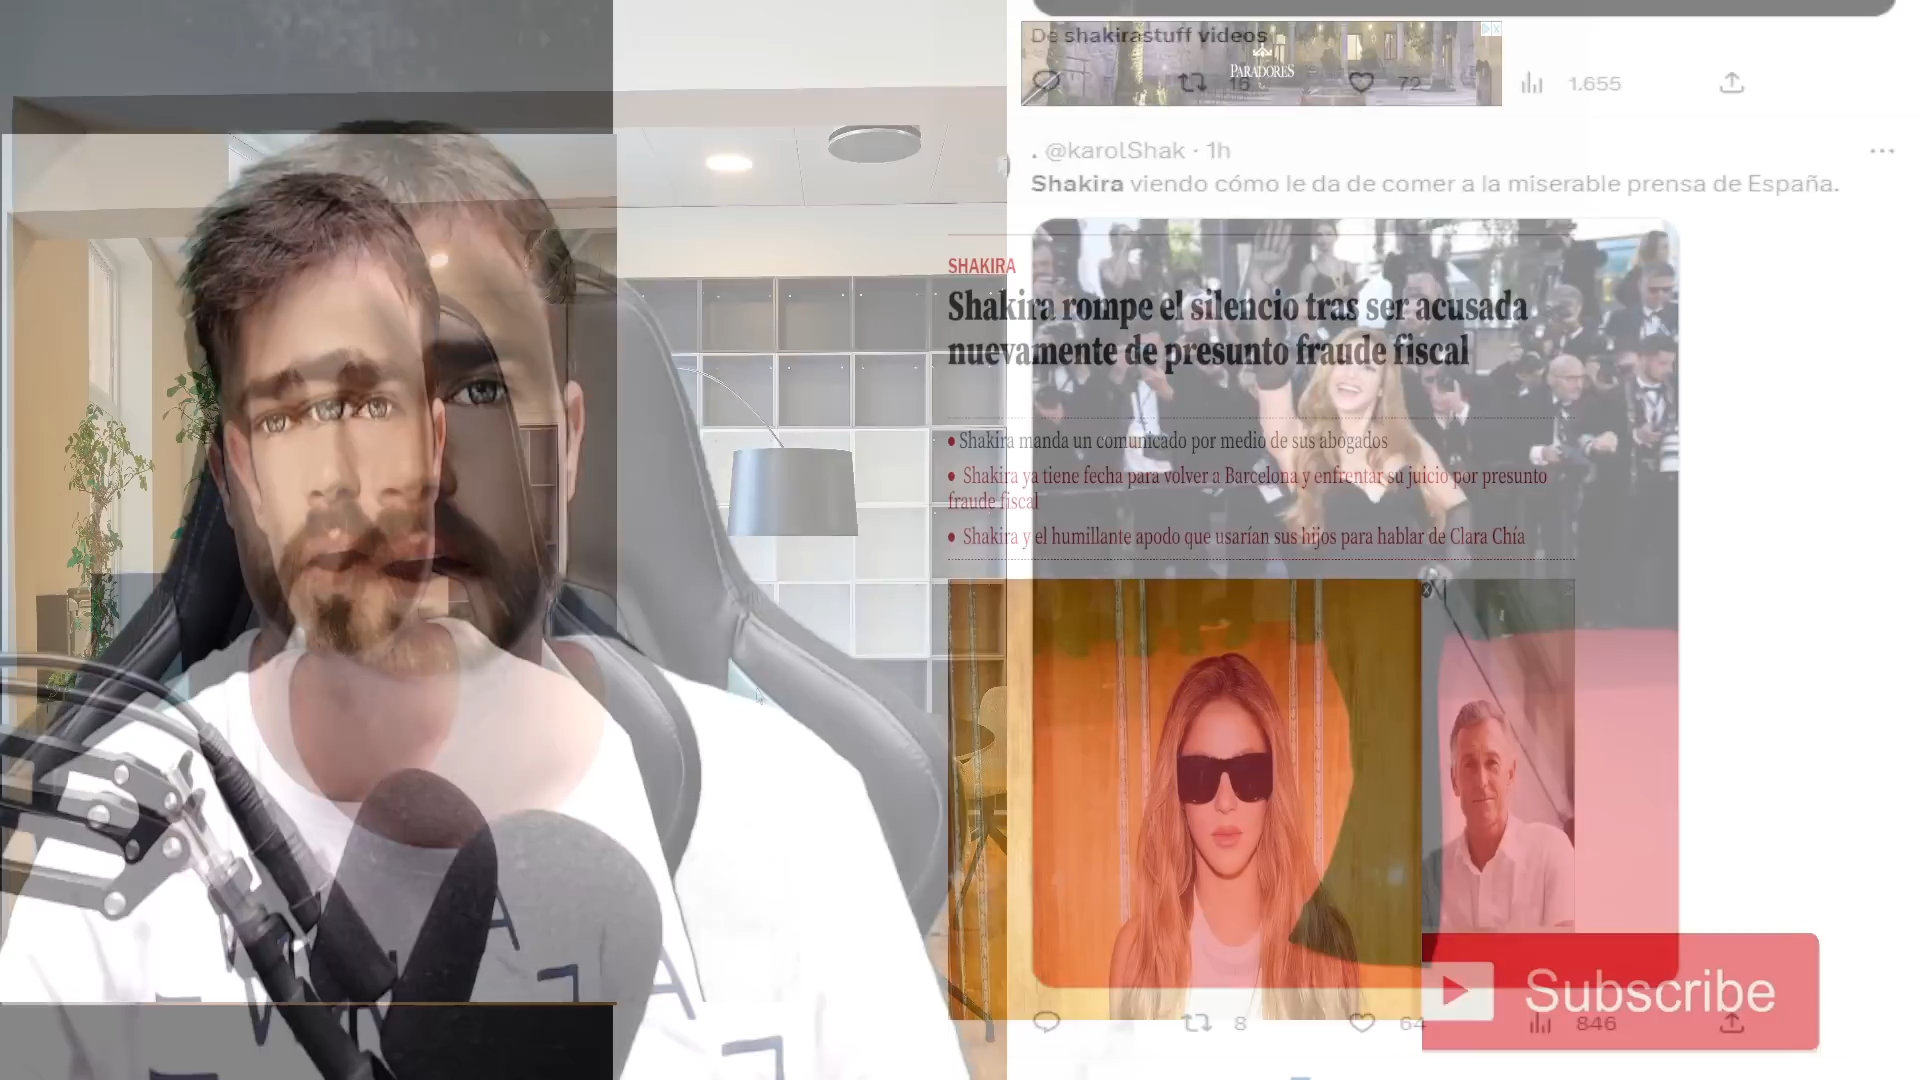 De shakirastuff videos
PARADORES
16
72
1.655
. @karolShak · 1h
Shakira viendo cómo le da de comer a la miserable prensa de España.
SHAKIRA
Shakira rompe el silencio tras ser acusada
nuevamente de presunto fraude fiscal
• Shakira manda un comunicado por medio de sus abogados
• Shakira ya tiene fecha para volver a Barcelona y enfrentar su juicio por presunto
fraude fiscal
• Shakira y el humillante apodo que usarían sus hijos para hablar de Clara Chía
Subscribe
8
64
846